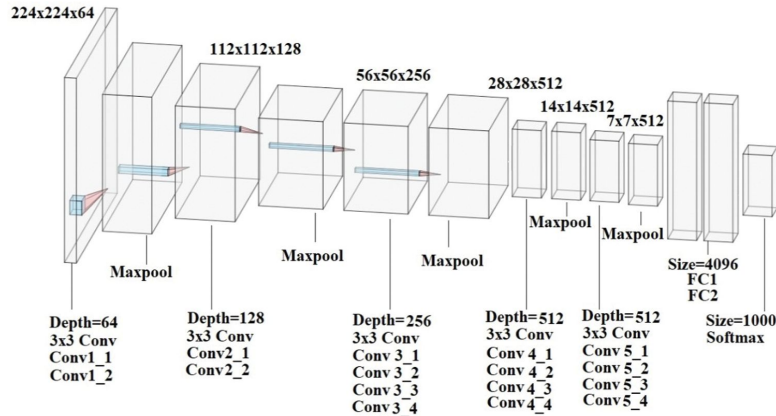 224x224x64
112x112x128
56x56x256
28x28x512
14x14x512
7x7x512
Maxpool
Maxpool
Maxpool
Maxpool
Maxpool
Depth=64
3x3 Conv
Conv1_1
Conv1_2
Depth=128
3x3 Conv
Conv2_1
Conv2_2
Depth=256
3x3 Conv
Conv 3_1
Conv 3_2
Conv 3_3
Conv 3_4
Depth=512
3x3 Conv
Conv 4_1
Conv 4_2
Conv 4_3
Conv 4_4
Depth=512
3x3 Conv
Conv 5_1
Conv 5_2
Conv 5_3
Conv 5_4
Size=4096
FC1
FC2
Size=1000
Softmax